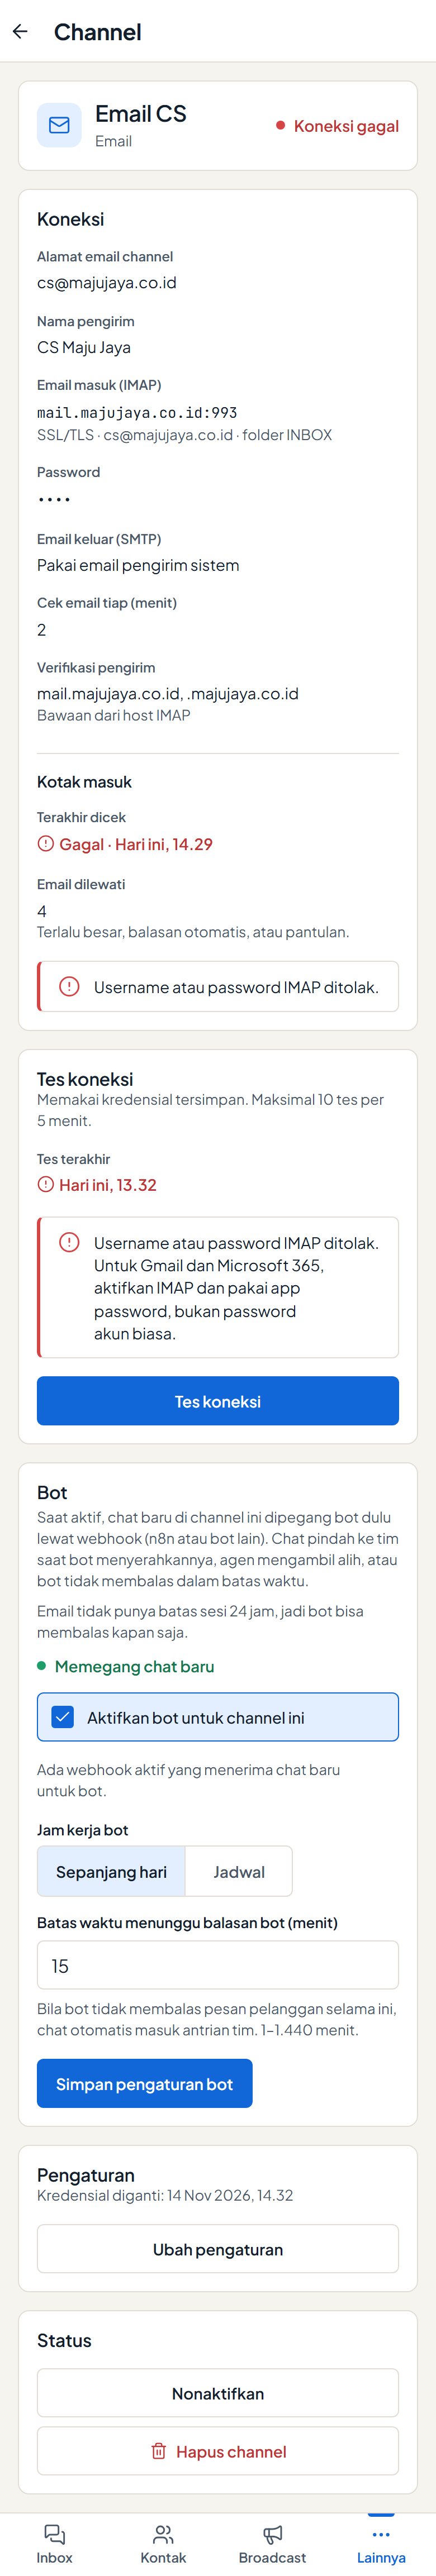 Channel
Email CS
Email
Koneksi gagal
Koneksi
Alamat email channel
cs@majujaya.co.id
Nama pengirim
CS Maju Jaya
Email masuk (IMAP)
mail.majujaya.co.id:993
SSL/TLS · cs@majujaya.co.id · folder INBOX
Password
••••
Email keluar (SMTP)
Pakai email pengirim sistem
Cek email tiap (menit)
2
Verifikasi pengirim
mail.majujaya.co.id, .majujaya.co.id
Bawaan dari host IMAP
Kotak masuk
Terakhir dicek
Gagal · Hari ini, 14.29
Email dilewati
4
Terlalu besar, balasan otomatis, atau pantulan.
Username atau password IMAP ditolak.
Tes koneksi
Memakai kredensial tersimpan. Maksimal 10 tes per
5 menit.
Tes terakhir
Hari ini, 13.32
Username atau password IMAP ditolak.
Untuk Gmail dan Microsoft 365,
aktifkan IMAP dan pakai app
password, bukan password
akun biasa.
Tes koneksi
Bot
Saat aktif, chat baru di channel ini dipegang bot dulu
lewat webhook (n8n atau bot lain). Chat pindah ke tim
saat bot menyerahkannya, agen mengambil alih, atau
bot tidak membalas dalam batas waktu.
Email tidak punya batas sesi 24 jam, jadi bot bisa
membalas kapan saja.
Memegang chat baru
Aktifkan bot untuk channel ini
Ada webhook aktif yang menerima chat baru
untuk bot.
Jam kerja bot
Sepanjang hari
Jadwal
Batas waktu menunggu balasan bot (menit)
15
Bila bot tidak membalas pesan pelanggan selama ini,
chat otomatis masuk antrian tim. 1–1.440 menit.
Simpan pengaturan bot
Pengaturan
Kredensial diganti: 14 Nov 2026, 14.32
Ubah pengaturan
Status
Nonaktifkan
Hapus channel
Inbox
Kontak
Broadcast
Lainnya